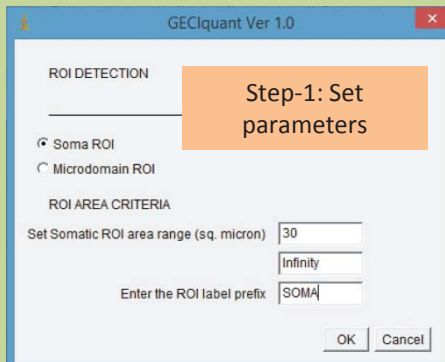 GECIquant Ver 1.0
ROI DETECTION
Step-1: Set
parameters
Soma ROI
Microdomain ROI
ROI AREA CRITERIA
Set Somatic ROI area range (sq. micron) 30
Infinity
Enter the ROI label prefix SOMA
OK Cancel